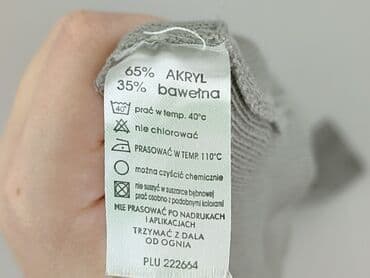 65% AKRYL
35% bawełna
40° prać w temp. 40°c
nie chlorować
PRASOWAĆ W TEMP. 110°C
można czyścić chemicznie
nie suszyć w suszarce bębnowej
prać osobno z podobnymi kolorami
NIE PRASOWAĆ PO NADRUKACH
I APLIKACJACH
TRZYMAĆ Z DALA
OD OGNIA
PLU 222664